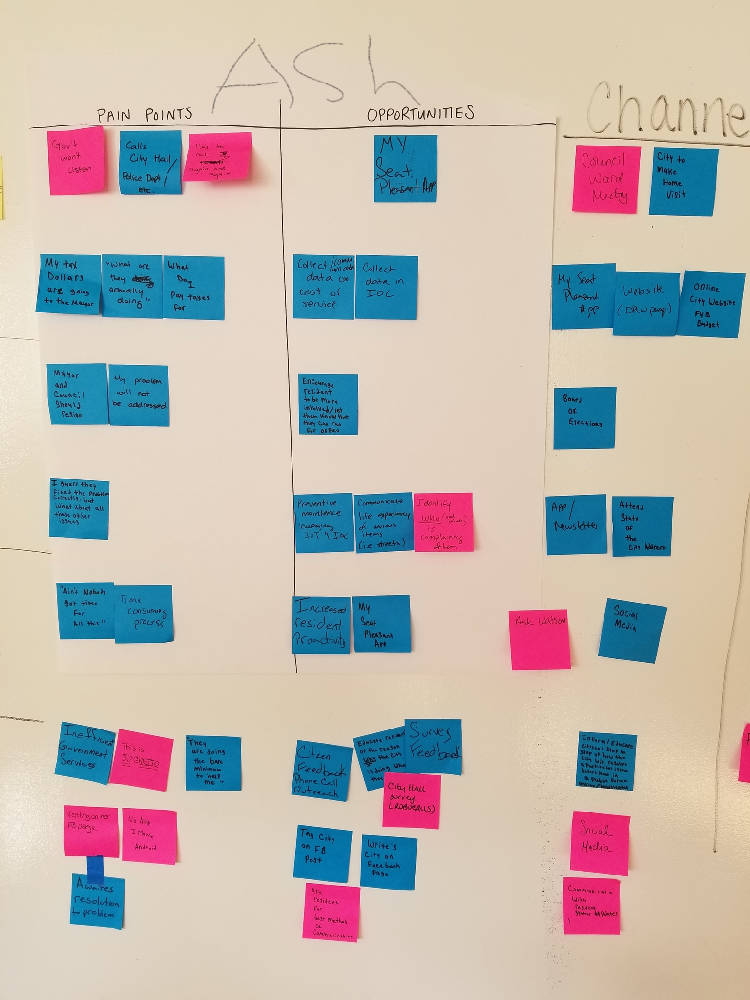 Ash
PAIN POINTS
OPPORTUNITIES
Channe
Gov't
won't
Listen
Calls
City Hall/
Police Dept/
etc.
Has to
call
again and
again
MY
Seat
Pleasant App
Council
Ward
Meeting
City to
Make
Home
Visit
My tax
Dollars
are going
to the Mayor
"What are
they
actually
doing"
What
Do I
Pay taxes
for
Collect/comm-
unicate
data on
cost of
service
Collect
data in
IOC
My Seat
Pleasant
App
Website
(DPW page)
Online
City Website
FY18
Budget
Mayor
and
Council
Should
resign
My problem
will not
be addressed
Encourage
resident
to be More
involved/let
them Know that
they can run
for office
Board
OF
Elections
I guess they
Fixed the Problem
Correctly, but
What about all
these other
issues
Preventive
maintence
leveraging
IoT & IOC
Communicate
life expectancy
of various
items
(i.e streets)
Identify
who (and where)
is
complaining
often
App/
Newsletter
Attend
State
of
the
City Address
"Ain't Nobody
got time
For
All this"
Time
consuming
process
Increased
resident
Proactivity
My
Seat
Pleasant
App
Ask Watson
Social
Media
Inefficient
Government
Services
This is
SO GHETTO
"They
are doing
the bare
Minimum
to help
me"
Citzen
Feedback
Phone Call
Outreach
Educate residen
of the reason
Why the City
is doing Wha
they
Survey
Feedback
City HALL
survey
(ROBOCALLS)
Inform/Educate
Citizens Step by
Step of how the
City Will resolve
a Particular issue
before how in
a Public Forum
online/Newsletter
Venting on her
FB page
No App
I Phone
Android
Awaites
resolution
to problem
Tag City
on FB
Post
Write's
City on
Facebook
Page
Ask
resident
for
best Method
of
Communication
Social
Media
Communicate
With
resident
Status Updates